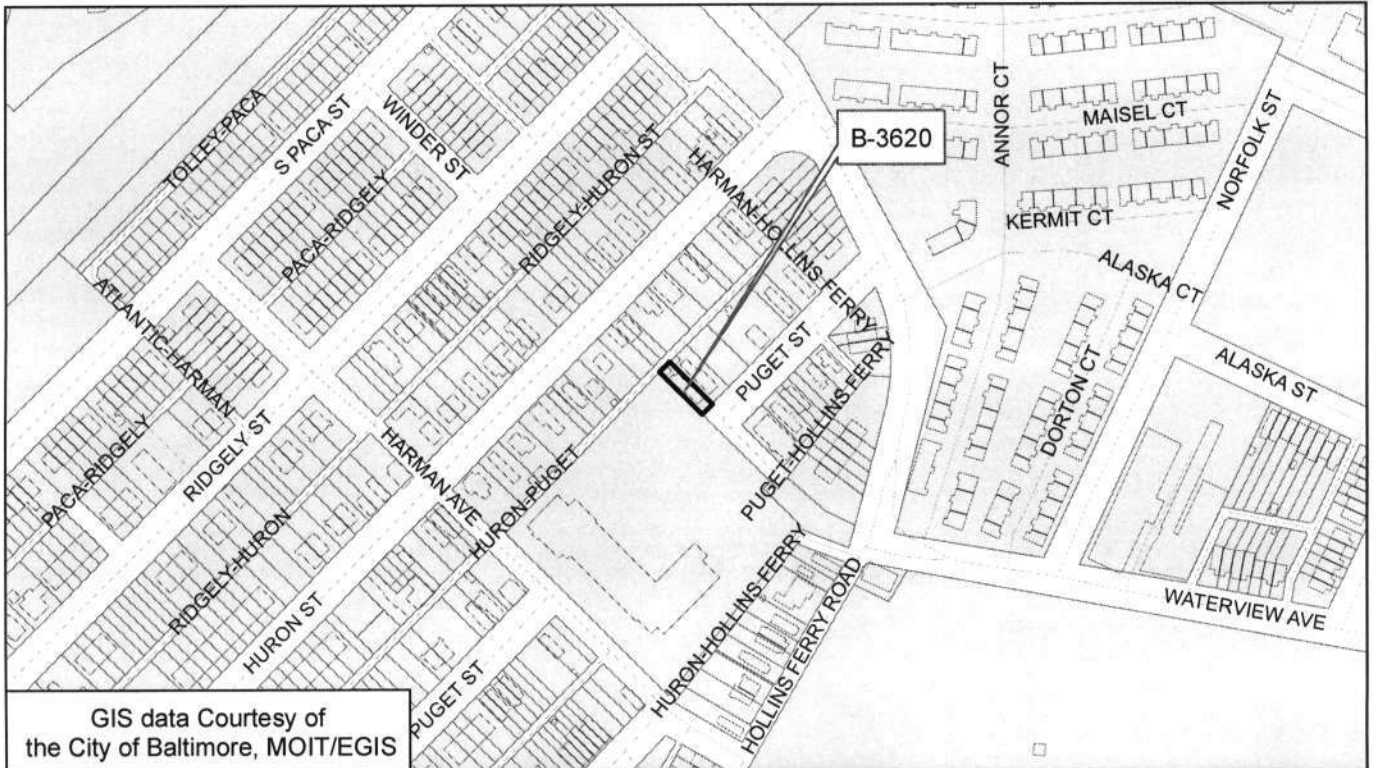 TOLLEY-PACA
S PACA ST
WINDER ST
PACA-RIDGELY
RIDGELY-HURON ST
HARMAN-HOLLINS FERRY
B-3620
ANNOR CT
MAISEL CT
KERMIT CT
NORFOLK ST
ALASKA CT
ALASKA ST
DORTON CT
ATLANTIC-HARMAN
PUGET ST
PUGET-HOLLINS FERRY
PACA-RIDGELY
RIDGELY ST
HARMAN AVE
HURON-PUGET
RIDGELY-HURON
HURON ST
PUGET ST
HURON-HOLLINS FERRY
HOLLINS FERRY ROAD
WATERVIEW AVE
Y
GIS data Courtesy of
the City of Baltimore, MOIT/EGIS